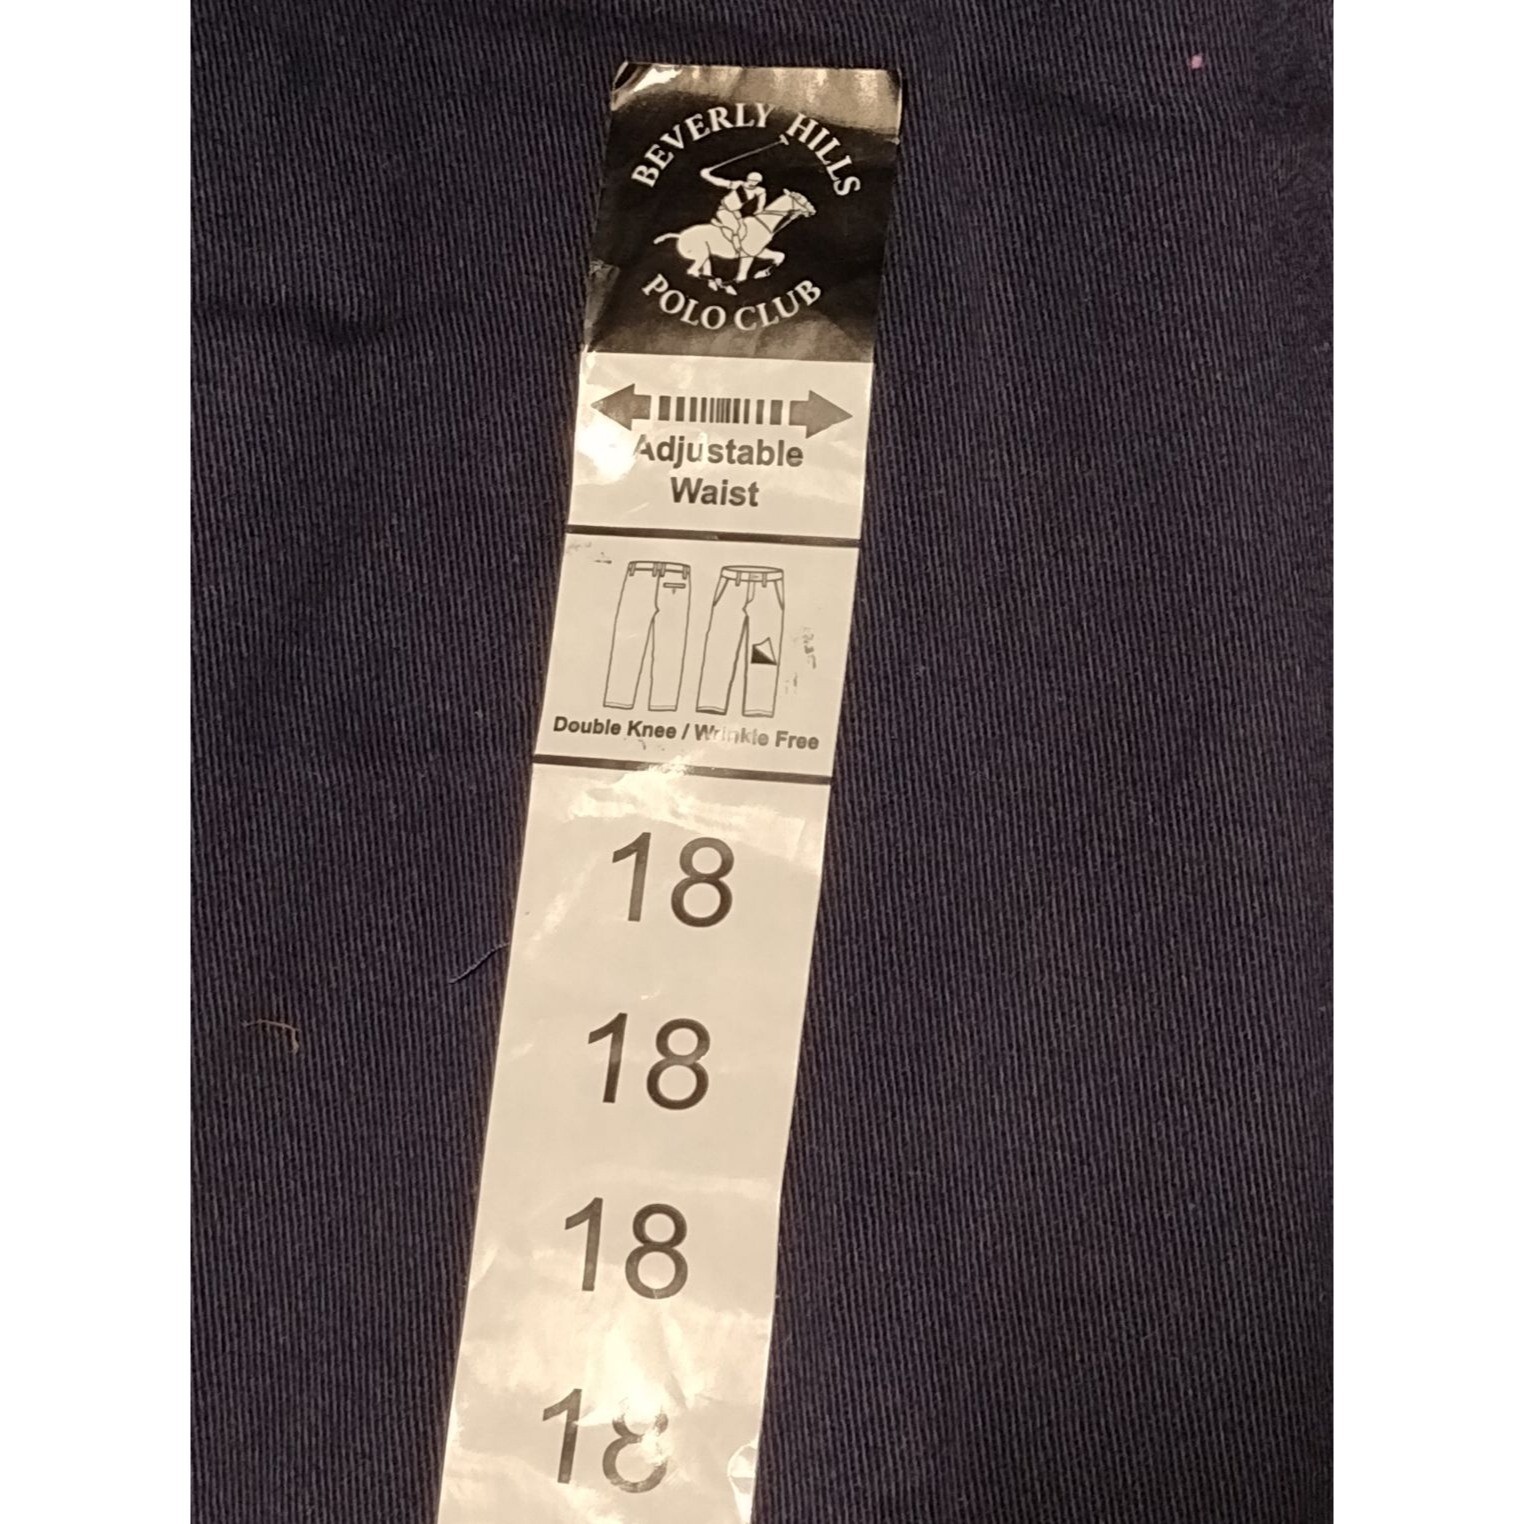 BEVERLY HILLS
POLO CLUB
Adjustable
Waist
Double Knee / Wrinkle Free
18
18
18
18